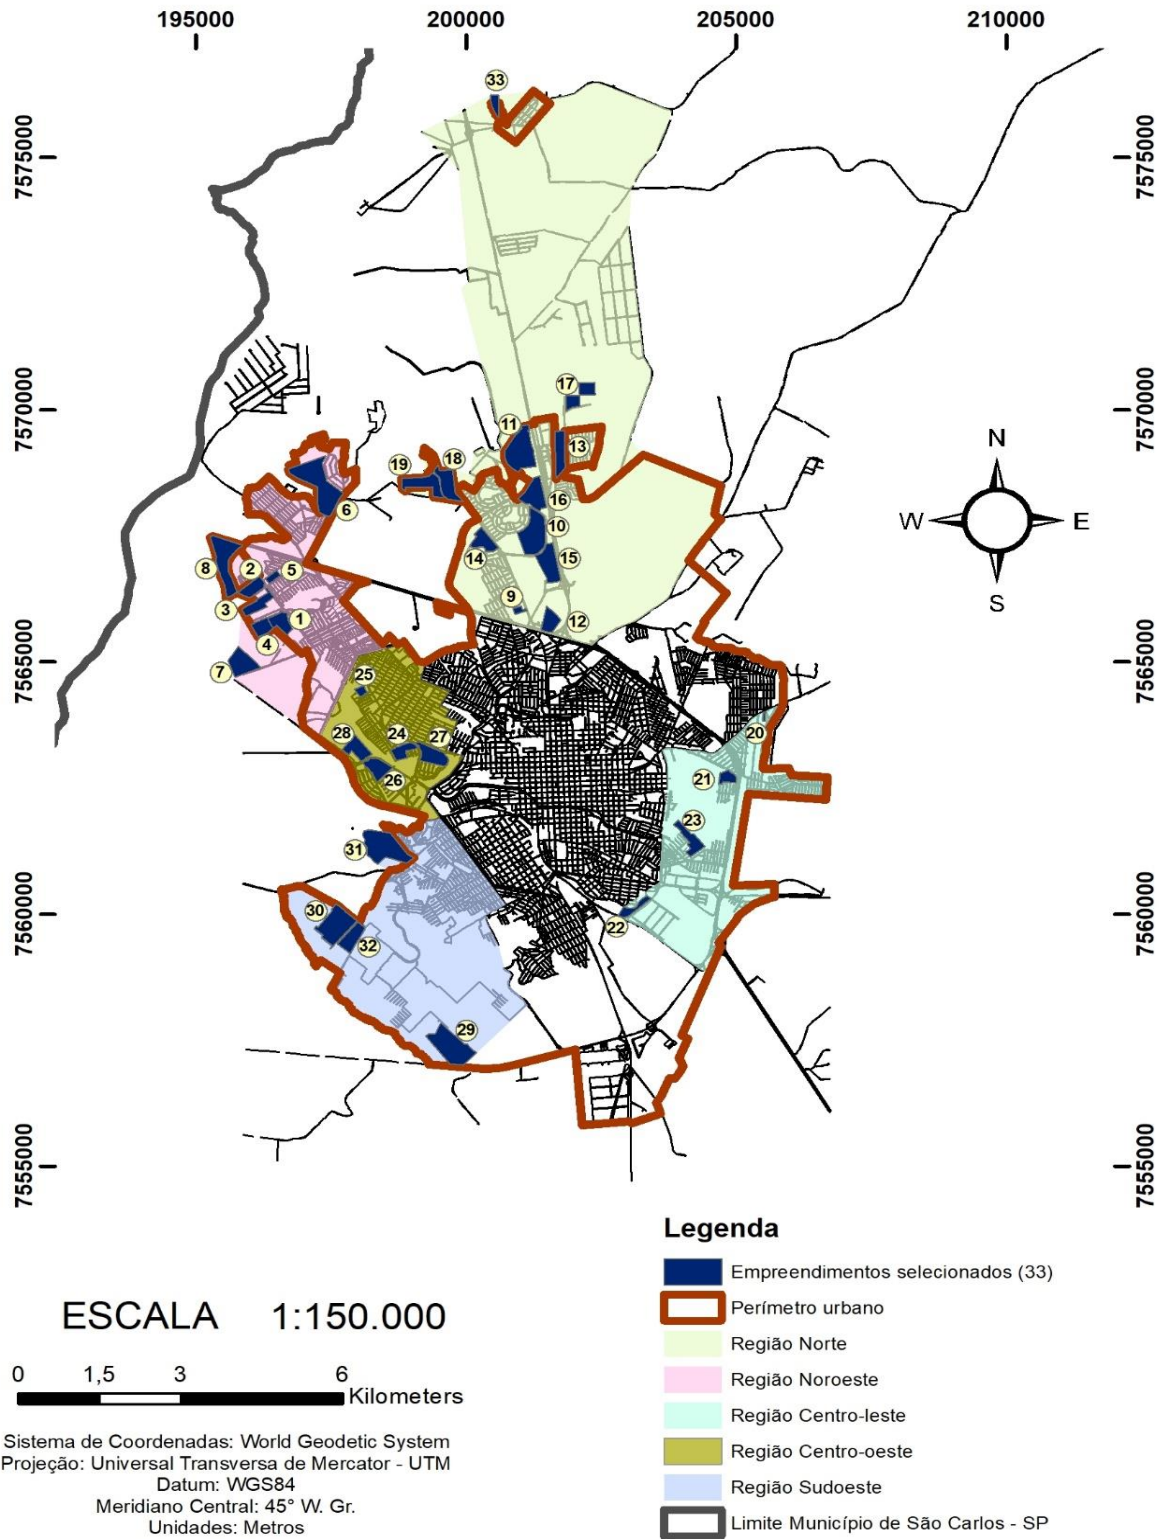 195000 200000 205000 210000
33
7575000 7575000
17
7570000 7570000
11
13
19 18
16
6
10
N
W E
S
14 15
8 2 5
3
9
1
12
4
7565000 7565000
7
25
28 24 27
20
21
26
23
31
30
7560000 7560000
22
32
29
7555000 7555000
Legenda
Empreendimentos selecionados (33)
Perímetro urbano
Região Norte
Região Noroeste
Região Centro-leste
Região Centro-oeste
Região Sudoeste
Limite Município de São Carlos - SP
ESCALA 1:150.000
0 1,5 3 6
Kilometers
Sistema de Coordenadas: World Geodetic System
Projeção: Universal Transversa de Mercator - UTM
Datum: WGS84
Meridiano Central: 45° W. Gr.
Unidades: Metros